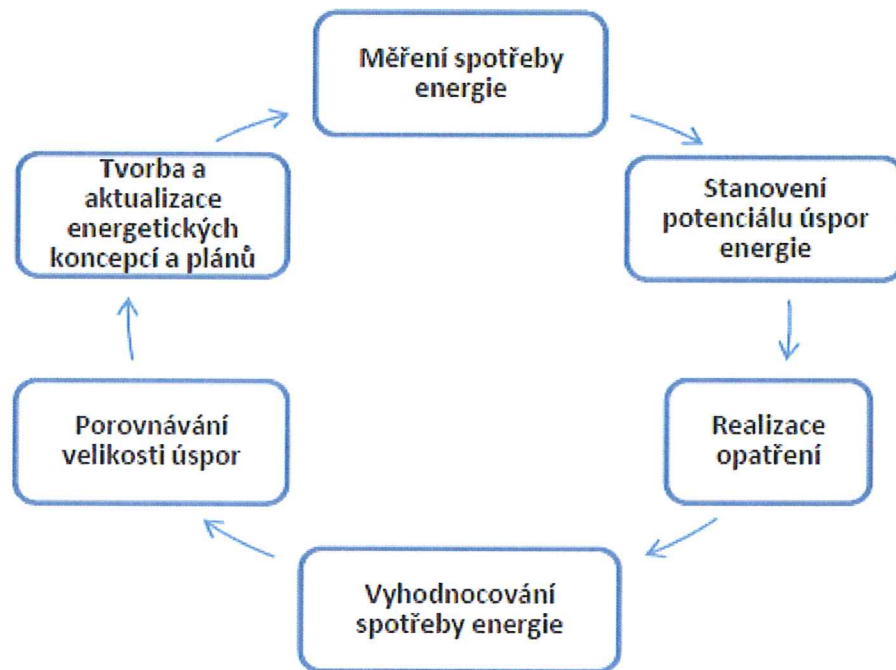 Měření spotřeby
energie
Stanovení
potenciálu úspor
energie
Realizace
opatření
Vyhodnocování
spotřeby energie
Porovnávání
velikosti úspor
Tvorba a
aktualizace
energetických
koncepcí a plánů